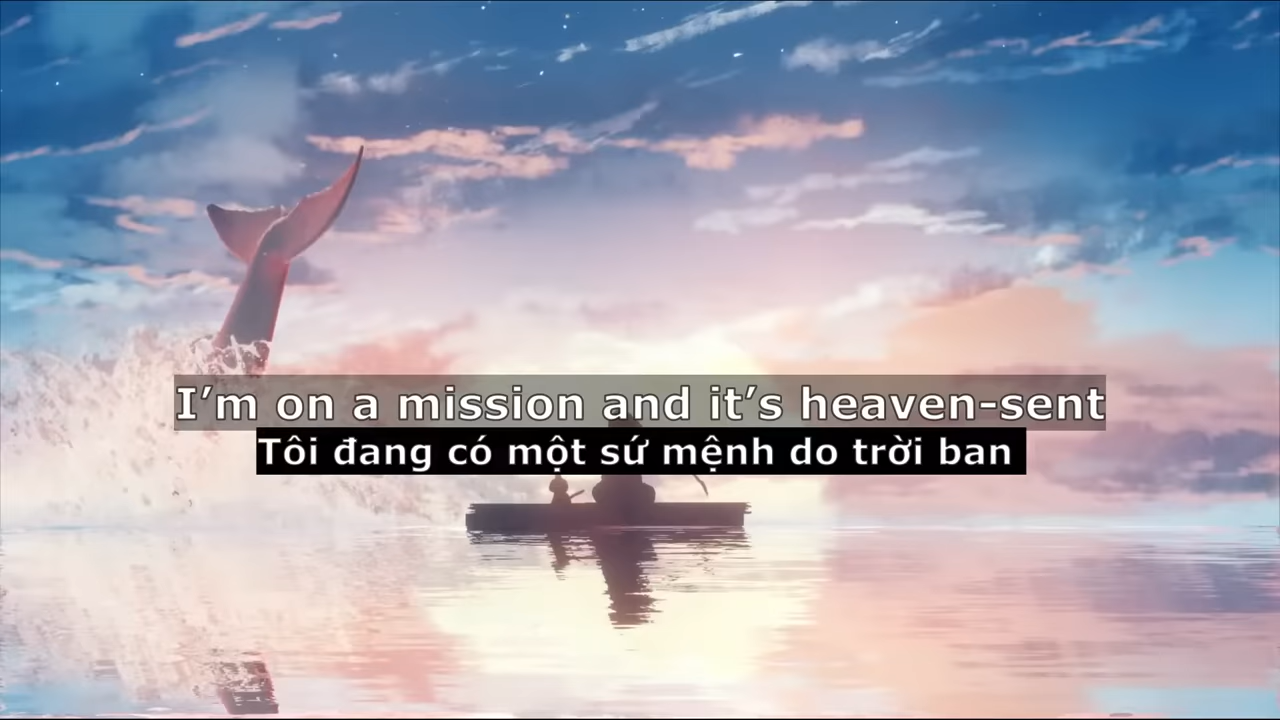 I’m on a mission and it’s heaven-sent
Tôi đang có một sứ mệnh do trời ban